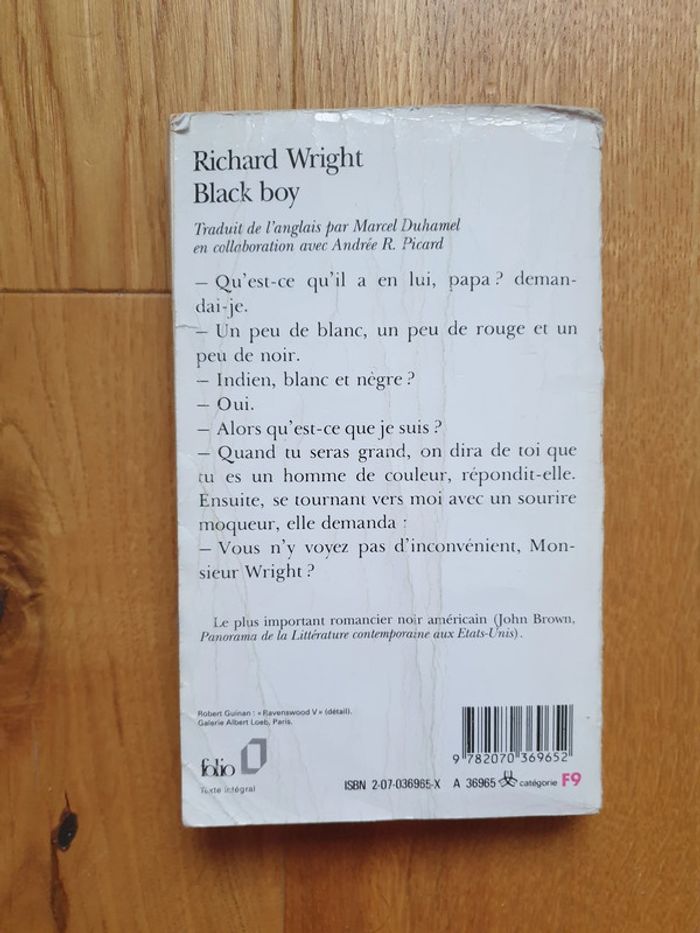 Richard Wright
Black boy
Traduit de l'anglais par Marcel Duhamel
en collaboration avec Andrée R. Picard
– Qu'est-ce qu'il a en lui, papa ? deman-
dai-je.
– Un peu de blanc, un peu de rouge et un
peu de noir.
– Indien, blanc et nègre ?
– Oui.
– Alors qu'est-ce que je suis ?
– Quand tu seras grand, on dira de toi que
tu es un homme de couleur, répondit-elle.
Ensuite, se tournant vers moi avec un sourire
moqueur, elle demanda :
– Vous n'y voyez pas d'inconvénient, Mon-
sieur Wright ?
Le plus important romancier noir américain (John Brown,
Panorama de la Littérature contemporaine aux Etats-Unis).
Robert Guinan : « Ravenswood V » (détail).
Galerie Albert Loeb, Paris.
9 782070 369652
folio
Texte intégral
ISBN 2-07-036965-X A 36965 catégorie F9